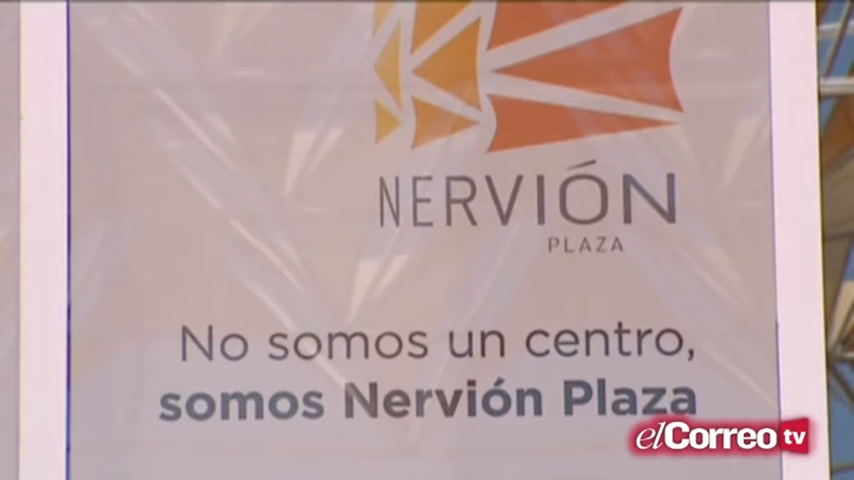 NERVIÓN
PLAZA
No somos un centro,
somos Nervión Plaza
elCorreo tv